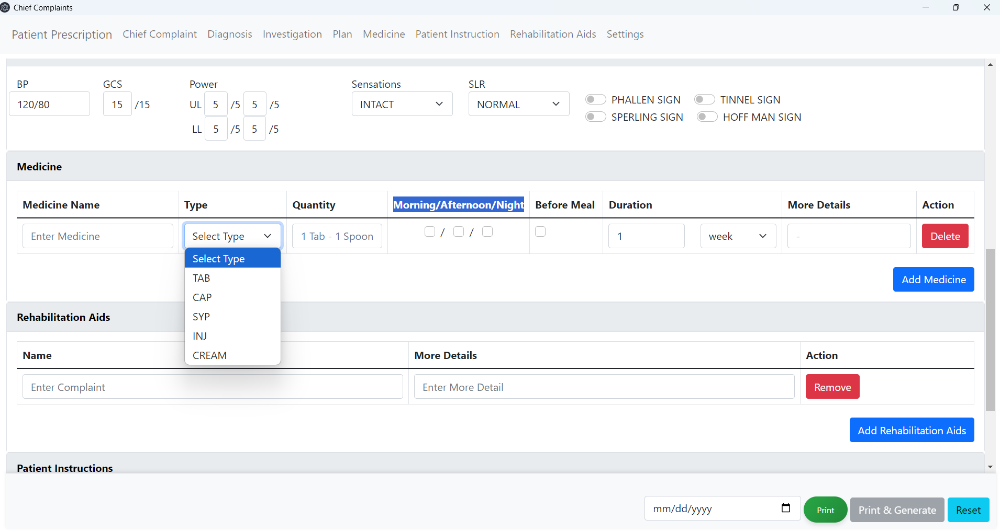 Chief Complaints
Patient Prescription Chief Complaint Diagnosis Investigation Plan Medicine Patient Instruction Rehabilitation Aids Settings
BP GCS Power Sensations SLR
120/80 15 /15 UL 5 /5 5 /5 INTACT NORMAL PHALLEN SIGN TINNEL SIGN
SPERLING SIGN HOFF MAN SIGN
LL 5 /5 5 /5
Medicine
Medicine Name Type Quantity Morning/Afternoon/Night Before Meal Duration More Details Action
Enter Medicine Select Type 1 Tab - 1 Spoon / / 1 week - Delete
Select Type
TAB
CAP
SYP
INJ
CREAM
Add Medicine
Rehabilitation Aids
Name More Details Action
Enter Complaint Enter More Detail Remove
Add Rehabilitation Aids
Patient Instructions
mm/dd/yyyy Print Print & Generate Reset